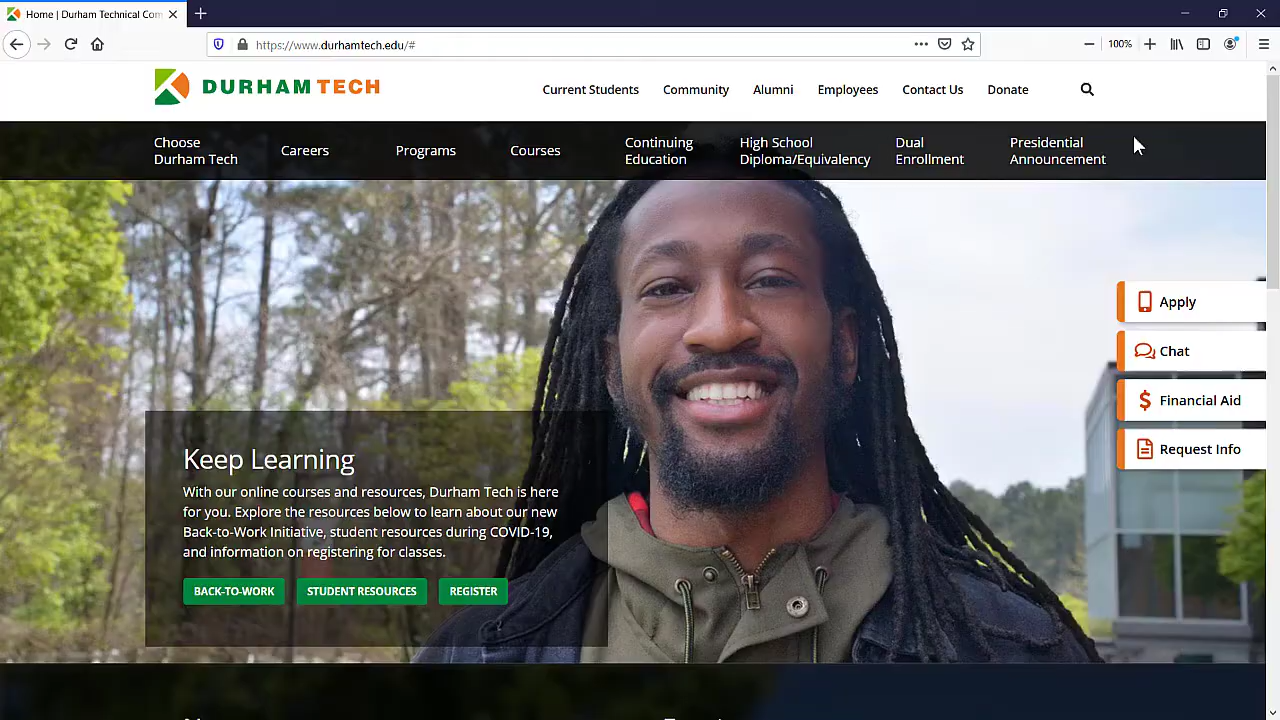 Home | Durham Technical Com
https://www.durhamtech.edu/#
100%
DURHAM TECH
Current Students
Community
Alumni
Employees
Contact Us
Donate
Choose
Durham Tech
Careers
Programs
Courses
Continuing
Education
High School
Diploma/Equivalency
Dual
Enrollment
Presidential
Announcement
Apply
Chat
Financial Aid
Request Info
Keep Learning
With our online courses and resources, Durham Tech is here
for you. Explore the resources below to learn about our new
Back-to-Work Initiative, student resources during COVID-19,
and information on registering for classes.
BACK-TO-WORK
STUDENT RESOURCES
REGISTER